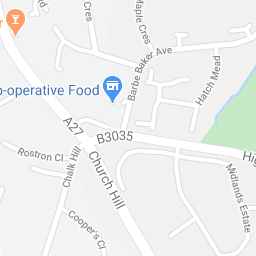 Cres
Maple Cres
r
Barbe Baker Ave
Hatch Mead
o-operative Food
A27
B3035
Church Hill
Hig
Rostron Cl
Chalk Hill
Midlands Estate
Cooper's Cl